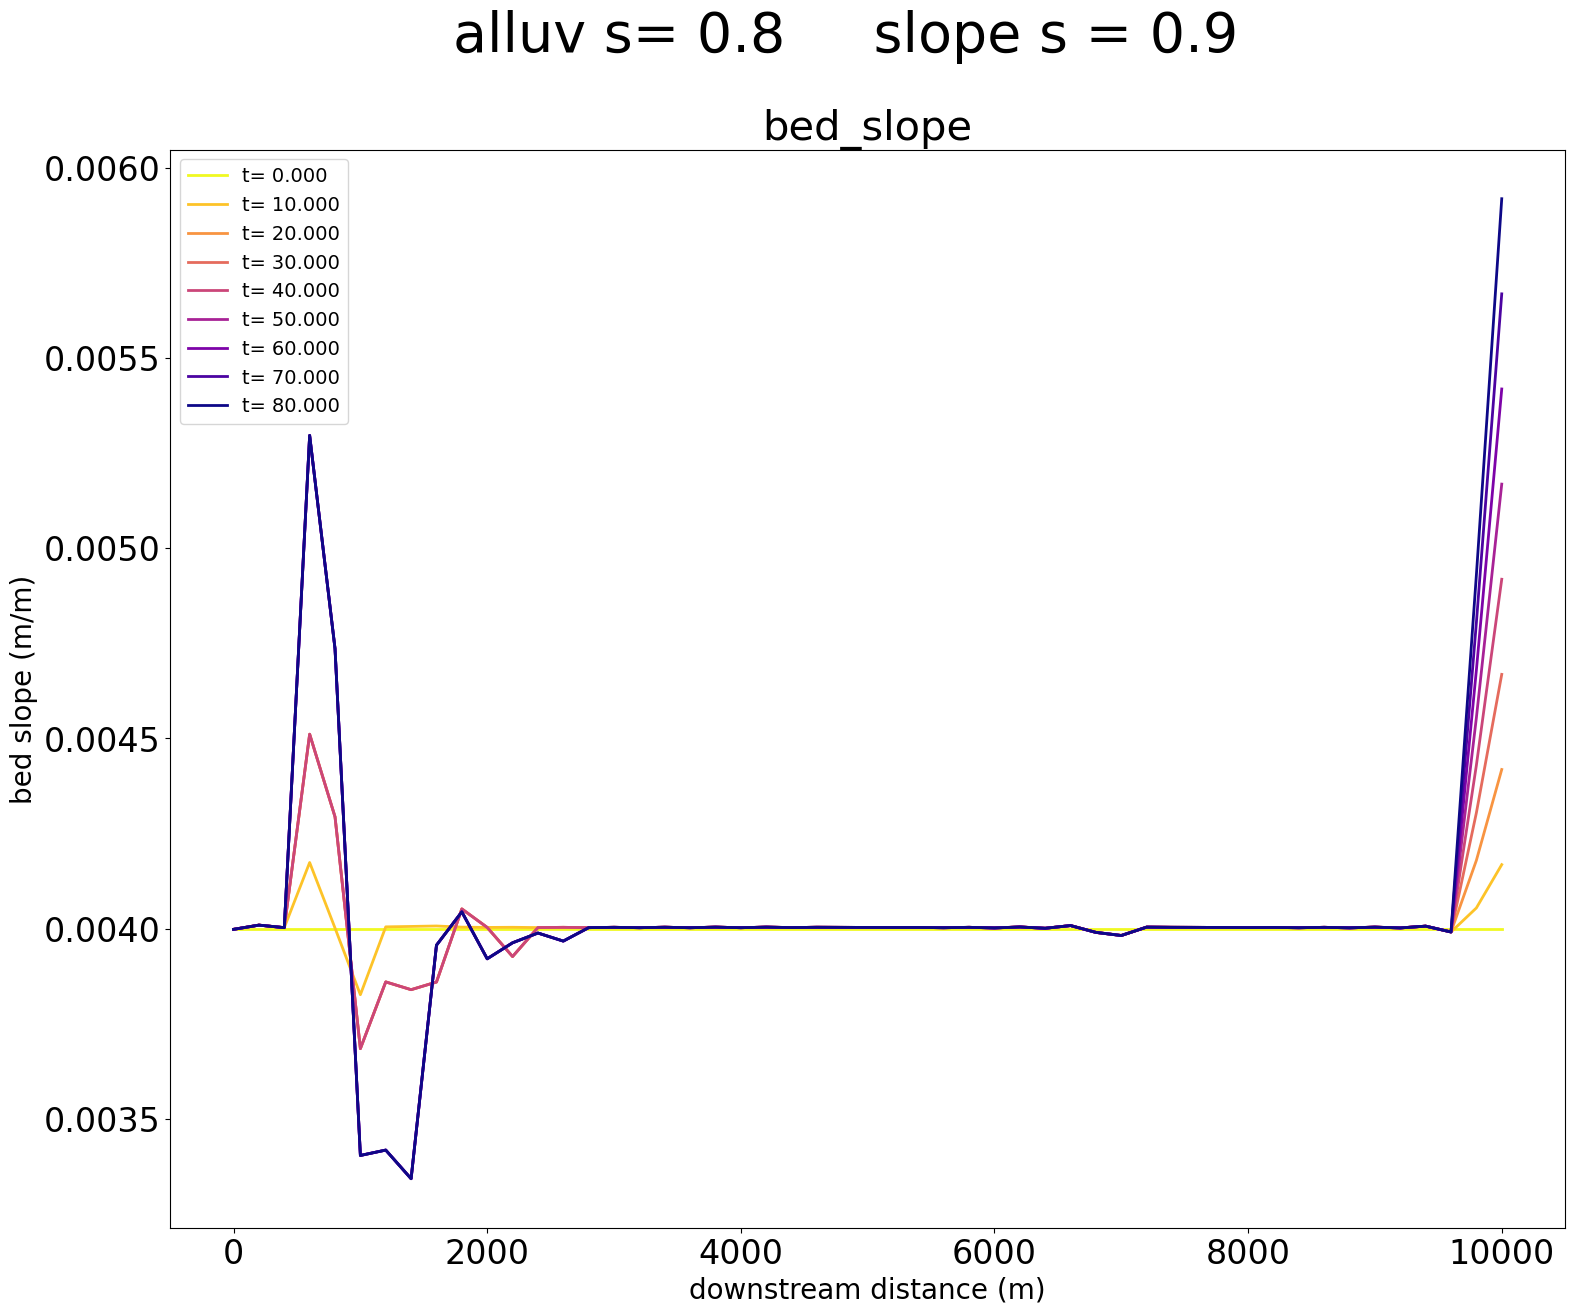 alluv s= 0.8 slope s = 0.9
bed_slope
0.0060
0.0055
0.0050
0.0045
0.0040
0.0035
bed slope (m/m)
t= 0.000
t= 10.000
t= 20.000
t= 30.000
t= 40.000
t= 50.000
t= 60.000
t= 70.000
t= 80.000
0 2000 4000 6000 8000 10000
downstream distance (m)